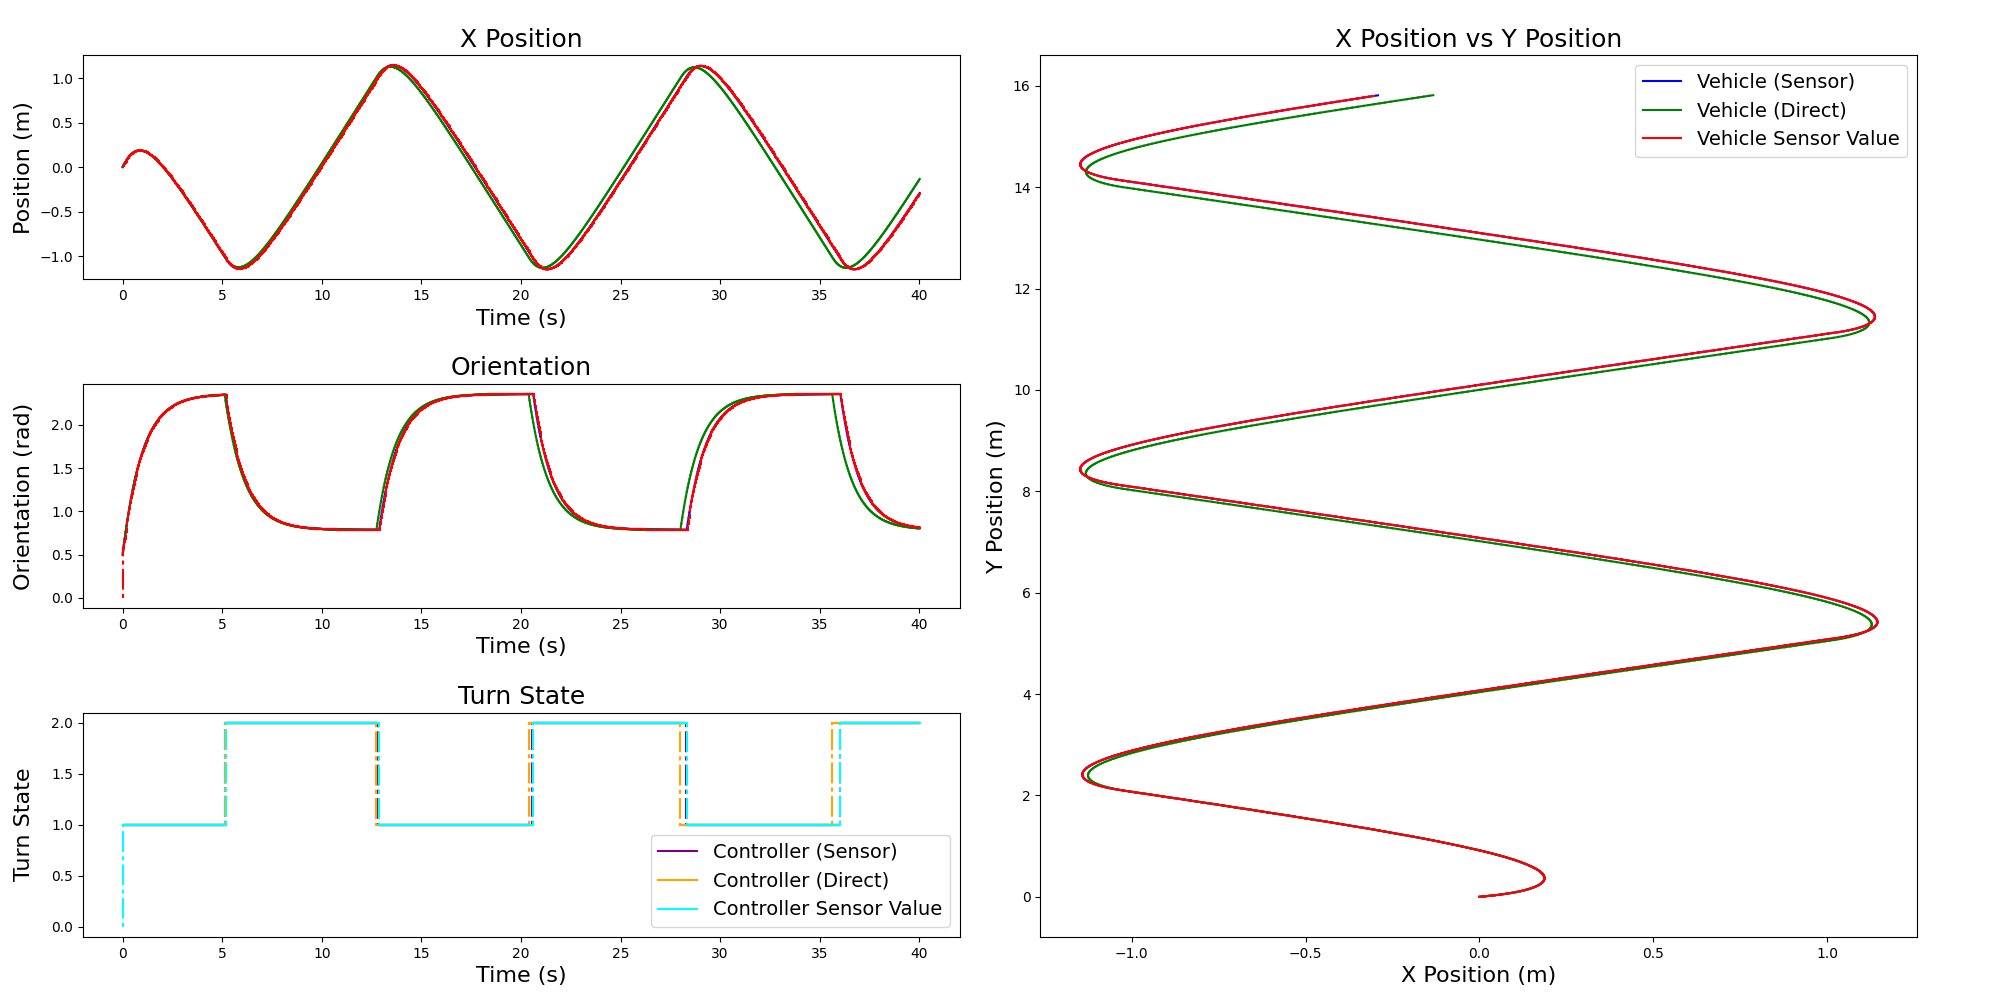 X Position
Position (m)
1.0
0.5
0.0
−0.5
−1.0
0 5 10 15 20 25 30 35 40
Time (s)
Orientation
Orientation (rad)
2.0
1.5
1.0
0.5
0.0
0 5 10 15 20 25 30 35 40
Time (s)
Turn State
Turn State
2.0
1.5
1.0
0.5
0.0
Controller (Sensor)
Controller (Direct)
Controller Sensor Value
0 5 10 15 20 25 30 35 40
Time (s)
X Position vs Y Position
Y Position (m)
16
14
12
10
8
6
4
2
0
Vehicle (Sensor)
Vehicle (Direct)
Vehicle Sensor Value
−1.0 −0.5 0.0 0.5 1.0
X Position (m)